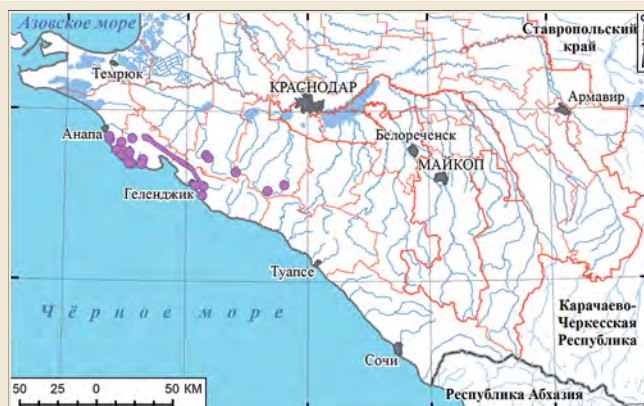 Азовское море
Ставропольский
край
Темрюк
КРАСНОДАР
Армавир
Анапа
Белореченск
МАЙКОП
Геленджик
Туапсе
Чёрное море
Карачаево-
Черкесская
Республика
Сочи
50 25 0 50 КМ
Республика Абхазия